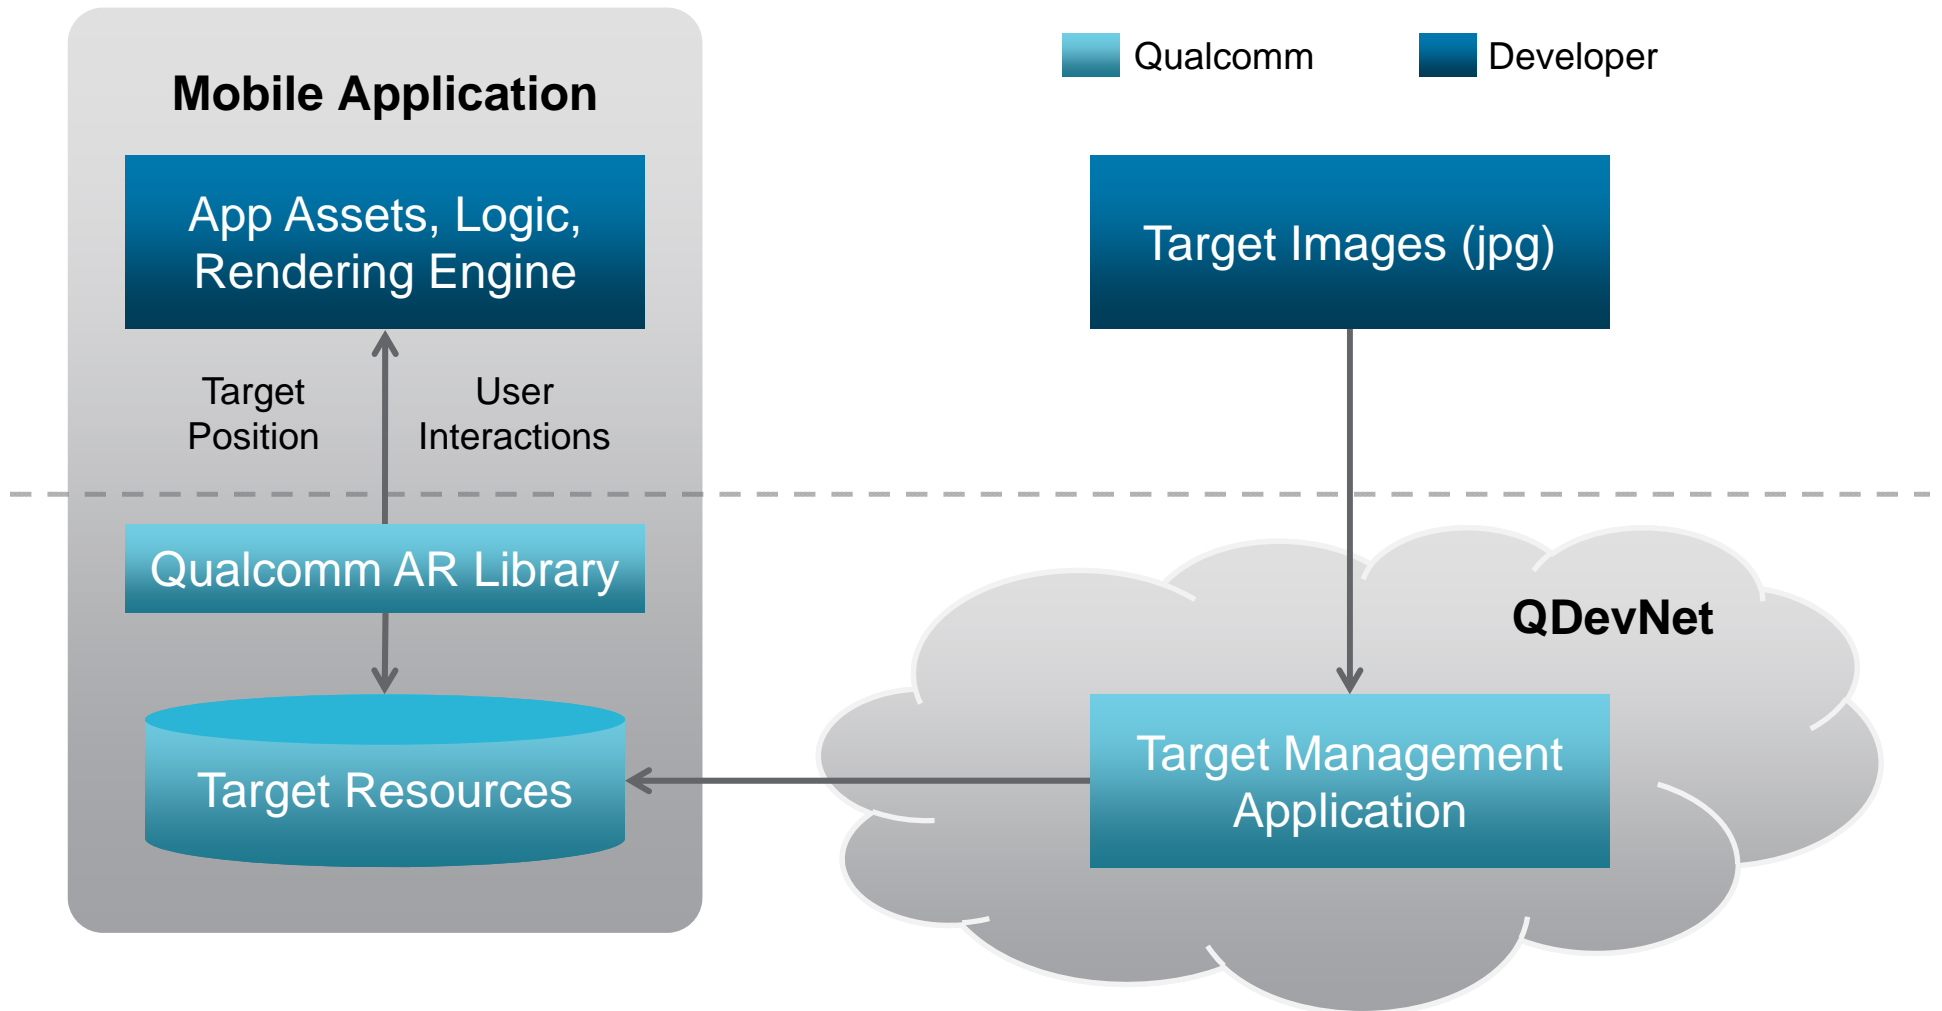 Mobile Application
Qualcomm
Developer
App Assets, Logic,
Rendering Engine
Target Images (jpg)
Target
Position
User
Interactions
Qualcomm AR Library
QDevNet
Target Resources
Target Management
Application